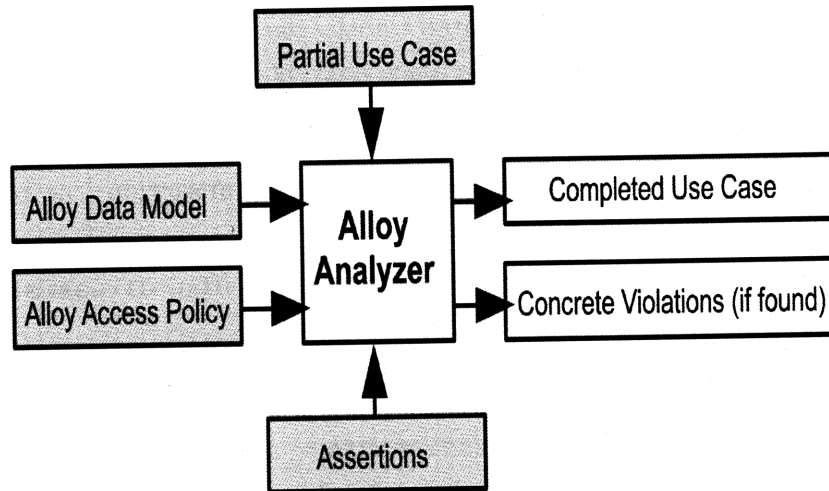 Partial Use Case
Alloy Data Model
Alloy Access Policy
Alloy
Analyzer
Completed Use Case
Concrete Violations (if found)
Assertions